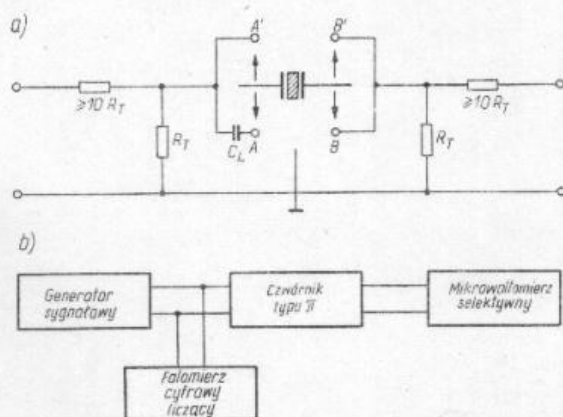 a)
A'
B'
≥10 R_T
≥10 R_T
R_T
R_T
C_L
A
B
b)
Generator
sygnałowy
Czwórnik
typu π
Mikrowoltomierz
selektywny
Falomierz
cyfrowy
liczący